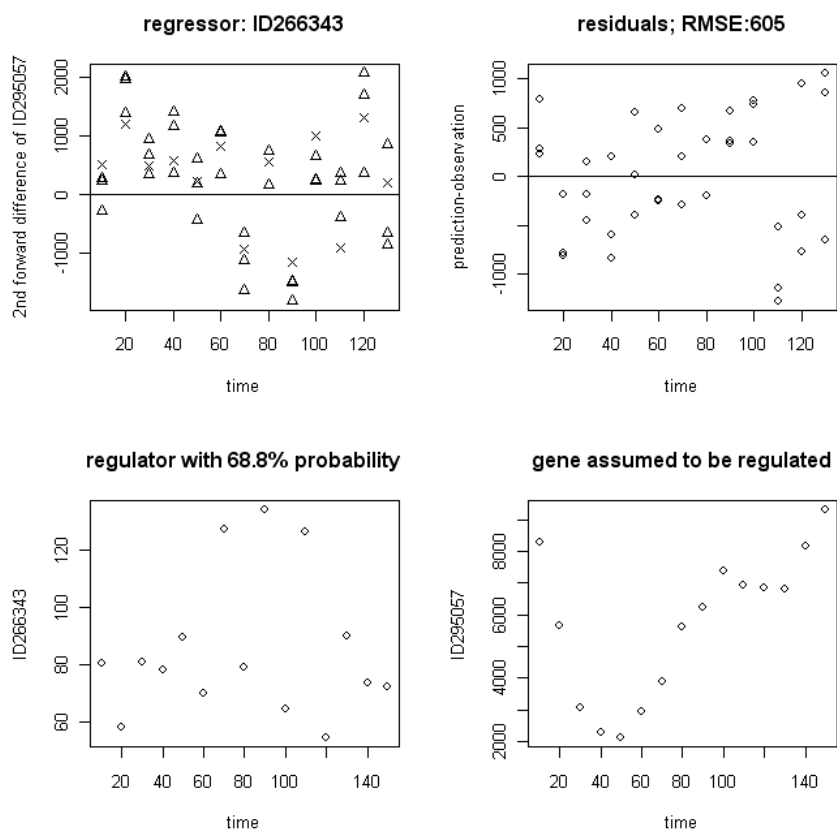 regressor: ID266343
2nd forward difference of ID295057
2000
1000
0
-1000
20 40 60 80 100 120
time
residuals; RMSE:605
prediction-observation
1000
500
0
-1000
20 40 60 80 100 120
time
regulator with 68.8% probability
ID266343
120
100
80
60
20 40 60 80 100 140
time
gene assumed to be regulated
ID295057
8000
6000
4000
2000
20 40 60 80 100 140
time